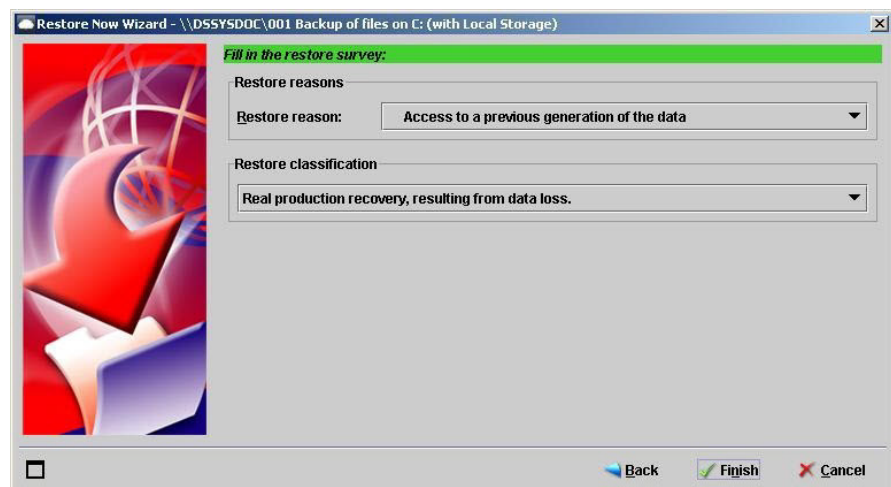 Restore Now Wizard - \\DSSYSDOC\001 Backup of files on C: (with Local Storage)
Fill in the restore survey:
Restore reasons
Restore reason: Access to a previous generation of the data
Restore classification
Real production recovery, resulting from data loss.
Back Finish Cancel